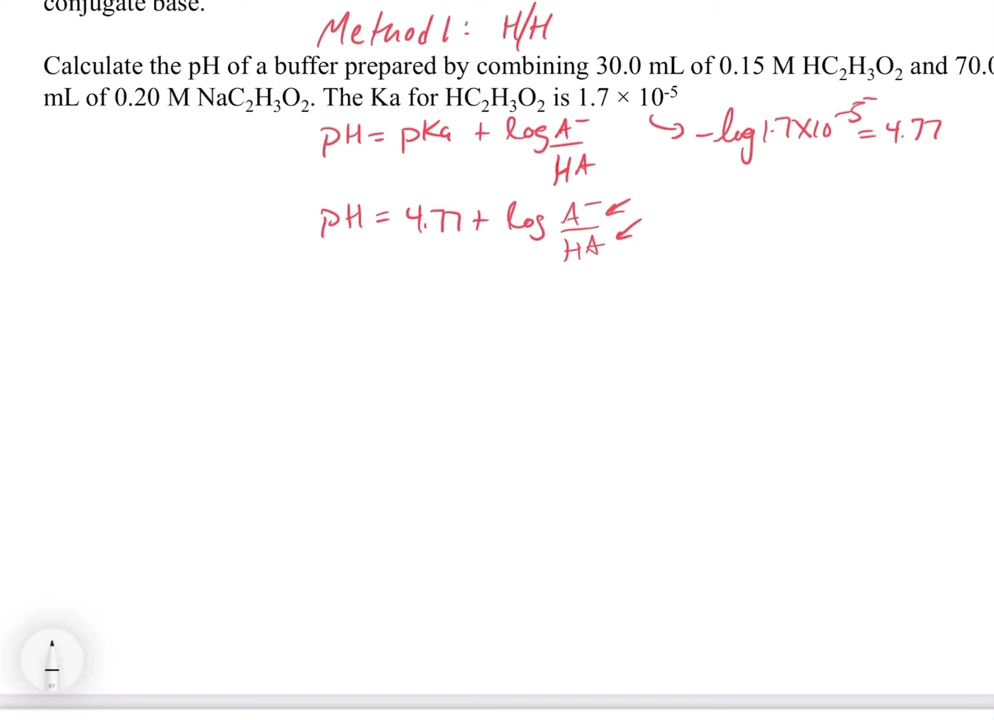 conjugate base.
Method 1: H/H
Calculate the pH of a buffer prepared by combining 30.0 mL of 0.15 M HC₂H₃O₂ and 70.0
mL of 0.20 M NaC₂H₃O₂. The Ka for HC₂H₃O₂ is 1.7 × 10⁻⁵
pH = pKa + log A⁻/HA
→ -log 1.7×10⁻⁵ = 4.77
pH = 4.77 + log A⁻/HA